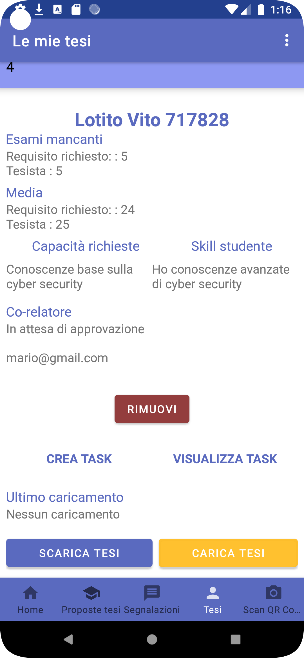 1:16
Le mie tesi
4
Lotito Vito 717828
Esami mancanti
Requisito richiesto: : 5
Tesista : 5
Media
Requisito richiesto: : 24
Tesista : 25
Capacità richieste
Skill studente
Conoscenze base sulla
cyber security
Ho conoscenze avanzate
di cyber security
Co-relatore
In attesa di approvazione
mario@gmail.com
RIMUOVI
CREA TASK
VISUALIZZA TASK
Ultimo caricamento
Nessun caricamento
SCARICA TESI
CARICA TESI
Home
Proposte tesi
Segnalazioni
Tesi
Scan QR Co...